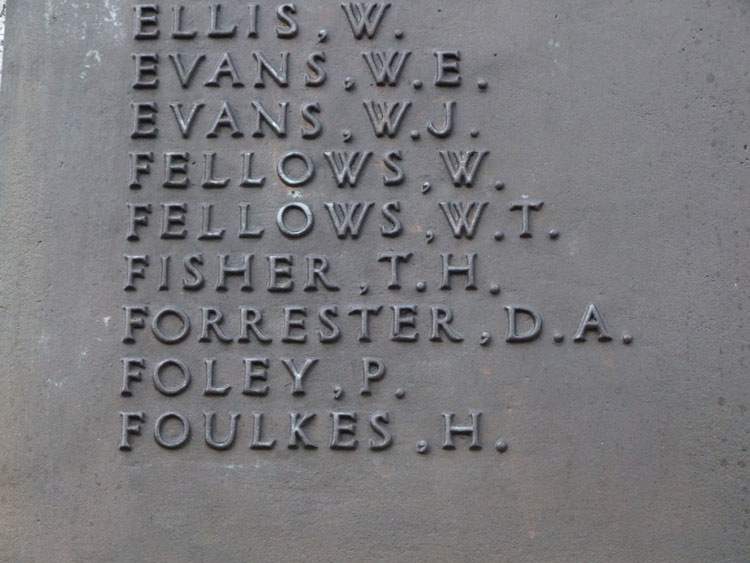 ELLIS, W.
EVANS, W.E.
EVANS, W.J.
FELLOWS, W.
FELLOWS, W.T.
FISHER, T.H.
FORRESTER, D.A.
FOLEY, P.
FOULKES, H.